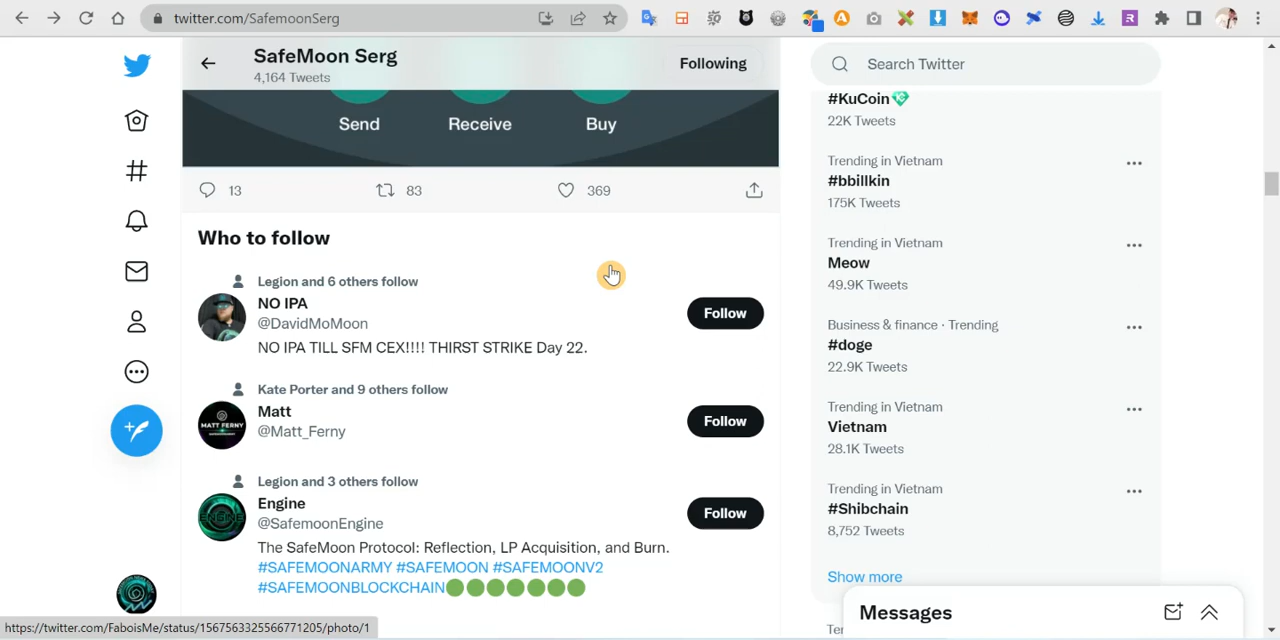 twitter.com/SafemoonSerg
SafeMoon Serg
4,164 Tweets
Following
Send
Receive
Buy
13
83
369
Who to follow
Legion and 6 others follow
NO IPA
@DavidMoMoon
NO IPA TILL SFM CEX!!!! THIRST STRIKE Day 22.
Follow
Kate Porter and 9 others follow
Matt
@Matt_Ferny
Follow
MATT FERNY
Legion and 3 others follow
Engine
@SafemoonEngine
Follow
ENGINE
The SafeMoon Protocol: Reflection, LP Acquisition, and Burn.
#SAFEMOONARMY #SAFEMOON #SAFEMOONV2
#SAFEMOONBLOCKCHAIN
https://twitter.com/FaboisMe/status/1567563325566771205/photo/1
Search Twitter
#KuCoin
22K Tweets
Trending in Vietnam
#bbillkin
175K Tweets
Trending in Vietnam
Meow
49.9K Tweets
Business & finance · Trending
#doge
22.9K Tweets
Trending in Vietnam
Vietnam
28.1K Tweets
Trending in Vietnam
#Shibchain
8,752 Tweets
Show more
Messages